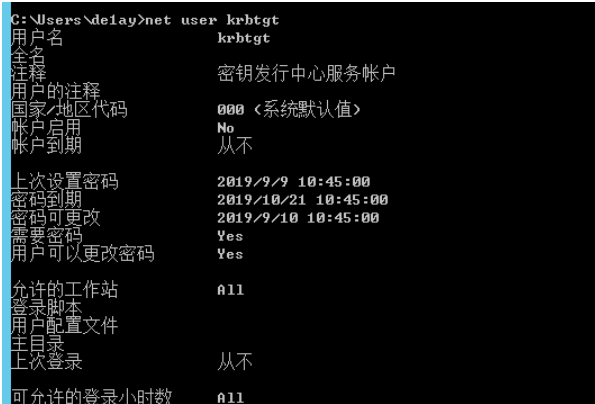 C:\Users\de1ay>net user krbtgt
用户名 krbtgt
全名
注释 密钥发行中心服务帐户
用户的注释
国家/地区代码 000 (系统默认值)
帐户启用 No
帐户到期 从不
上次设置密码 2019/9/9 10:45:00
密码到期 2019/10/21 10:45:00
密码可更改 2019/9/10 10:45:00
需要密码 Yes
用户可以更改密码 Yes
允许的工作站 All
登录脚本
用户配置文件
主目录
上次登录 从不
可允许的登录小时数 All